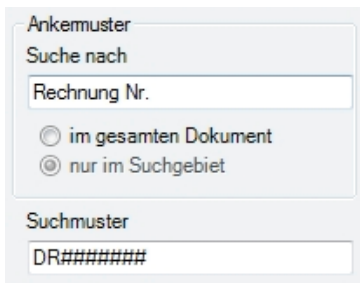 Ankermuster
Suche nach
Rechnung Nr.
im gesamten Dokument
nur im Suchgebiet
Suchmuster
DR#######